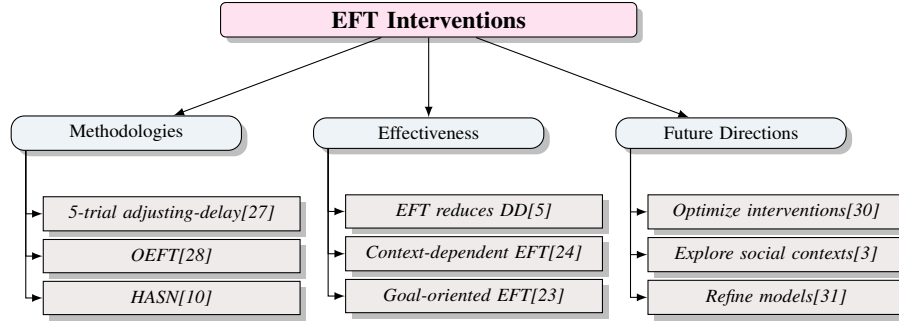 EFT Interventions
Methodologies
5-trial adjusting-delay[27]
OEFT[28]
HASN[10]
Effectiveness
EFT reduces DD[5]
Context-dependent EFT[24]
Goal-oriented EFT[23]
Future Directions
Optimize interventions[30]
Explore social contexts[3]
Refine models[31]